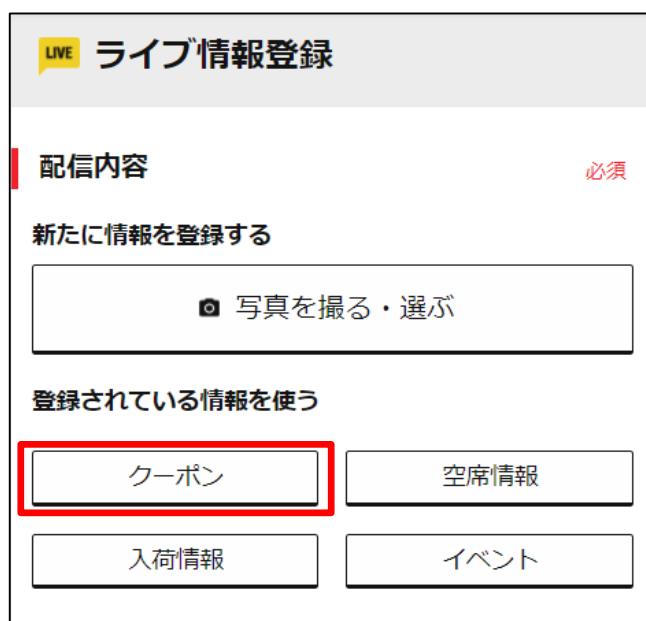 LIVE ライブ情報登録
配信内容 必須
新たに情報を登録する
写真を撮る・選ぶ
登録されている情報を使う
クーポン 空席情報
入荷情報 イベント